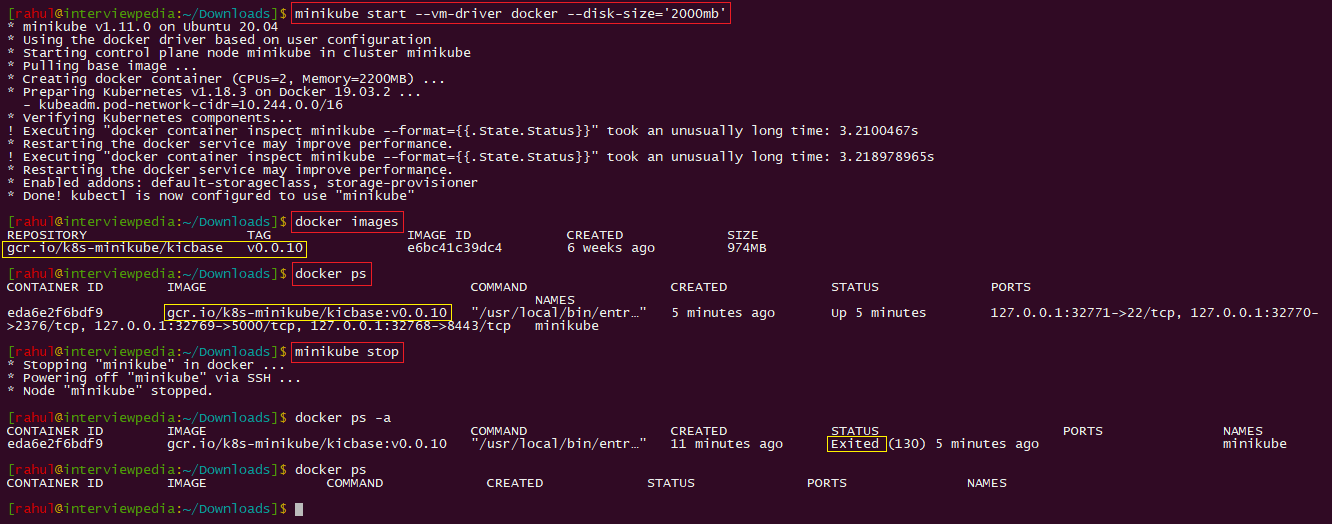 [rahul@interviewpedia:~/Downloads]$ minikube start --vm-driver docker --disk-size='2000mb'
* minikube v1.11.0 on Ubuntu 20.04
* Using the docker driver based on user configuration
* Starting control plane node minikube in cluster minikube
* Pulling base image ...
* Creating docker container (CPUs=2, Memory=2200MB) ...
* Preparing Kubernetes v1.18.3 on Docker 19.03.2 ...
  - kubeadm.pod-network-cidr=10.244.0.0/16
* Verifying Kubernetes components...
! Executing "docker container inspect minikube --format={{.State.Status}}" took an unusually long time: 3.2100467s
* Restarting the docker service may improve performance.
! Executing "docker container inspect minikube --format={{.State.Status}}" took an unusually long time: 3.218978965s
* Restarting the docker service may improve performance.
* Enabled addons: default-storageclass, storage-provisioner
* Done! kubectl is now configured to use "minikube"
[rahul@interviewpedia:~/Downloads]$ docker images
REPOSITORY TAG IMAGE ID CREATED SIZE
gcr.io/k8s-minikube/kicbase v0.0.10 e6bc41c39dc4 6 weeks ago 974MB
[rahul@interviewpedia:~/Downloads]$ docker ps
CONTAINER ID IMAGE COMMAND CREATED STATUS PORTS
NAMES
eda6e2f6bdf9 gcr.io/k8s-minikube/kicbase:v0.0.10 "/usr/local/bin/entr…" 5 minutes ago Up 5 minutes 127.0.0.1:32771->22/tcp, 127.0.0.1:32770-
>2376/tcp, 127.0.0.1:32769->5000/tcp, 127.0.0.1:32768->8443/tcp minikube
[rahul@interviewpedia:~/Downloads]$ minikube stop
* Stopping "minikube" in docker ...
* Powering off "minikube" via SSH ...
* Node "minikube" stopped.
[rahul@interviewpedia:~/Downloads]$ docker ps -a
CONTAINER ID IMAGE COMMAND CREATED STATUS PORTS NAMES
eda6e2f6bdf9 gcr.io/k8s-minikube/kicbase:v0.0.10 "/usr/local/bin/entr…" 11 minutes ago Exited (130) 5 minutes ago minikube
[rahul@interviewpedia:~/Downloads]$ docker ps
CONTAINER ID IMAGE COMMAND CREATED STATUS PORTS NAMES
[rahul@interviewpedia:~/Downloads]$